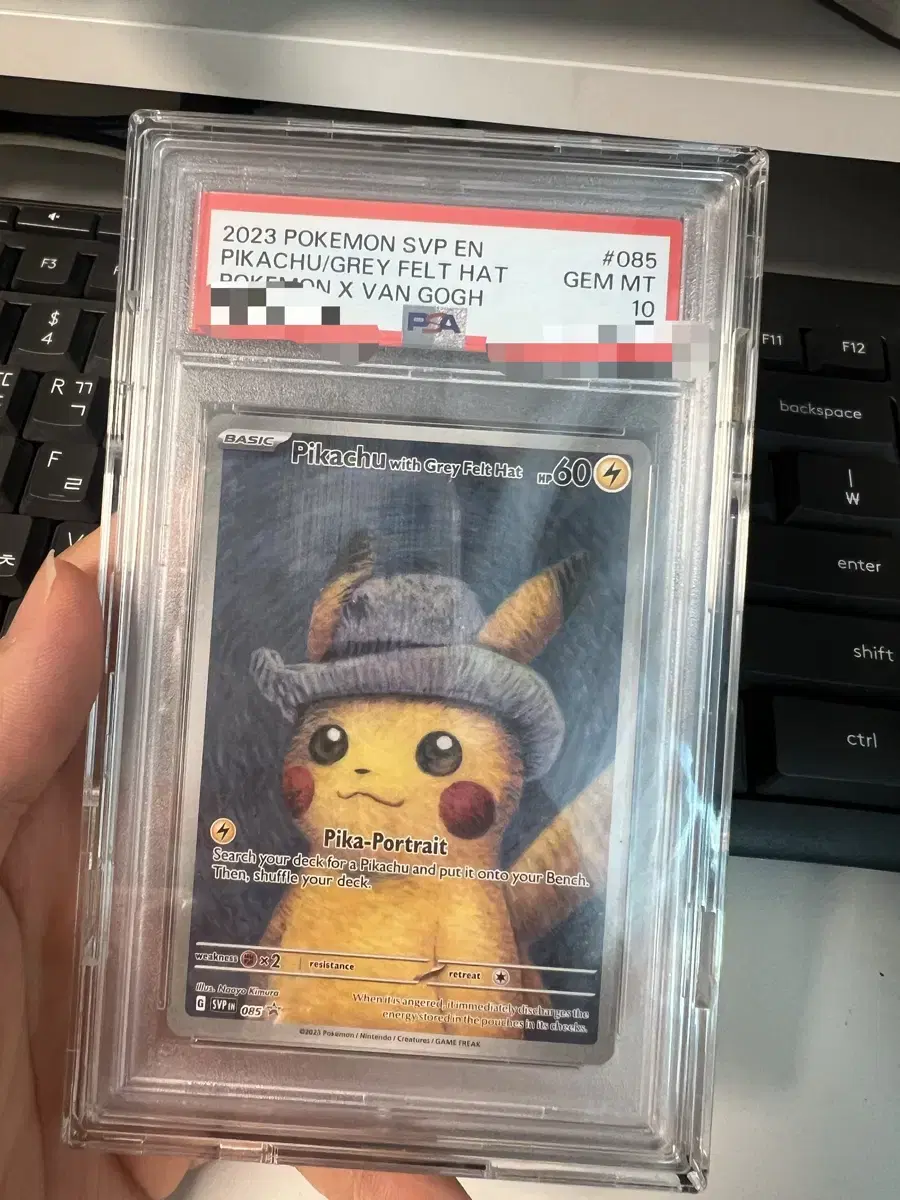 2023 POKEMON SVP EN
#085
PIKACHU/GREY FELT HAT
GEM MT
POKEMON X VAN GOGH
10
PSA
BASIC
Pikachu with Grey Felt Hat
HP60
Pika-Portrait
Search your deck for a Pikachu and put it onto your Bench.
Then, shuffle your deck.
weakness ×2
resistance
retreat
Illus. Naoyo Kimura
G SVP EN 085
When it is angered, it immediately discharges the
energy stored in the pouches in its cheeks.
©2023 Pokémon / Nintendo / Creatures / GAME FREAK
F3
$
4
R ㄲ
ㄱ
F
ㄹ
V
F11
F12
backspace
|
₩
enter
shift
ctrl